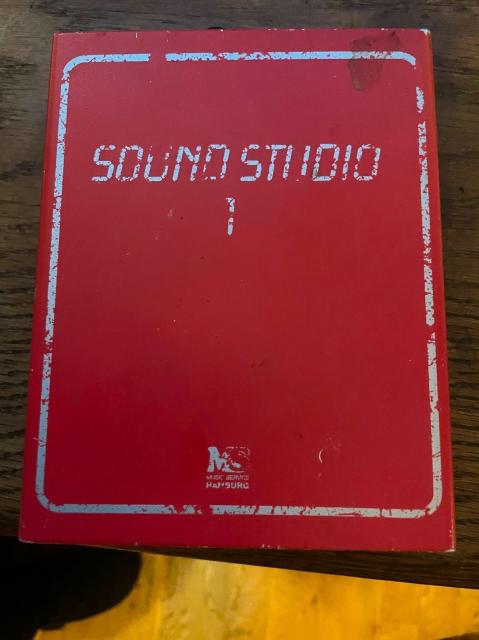 SOUND STUDIO
1
MS
MUSIC SERVICE
HAMBURG